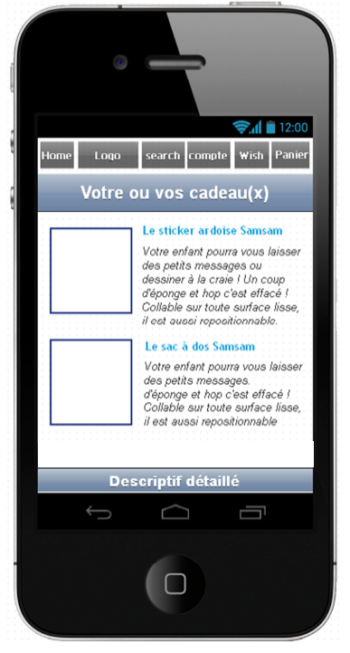 12:00
Home Logo search compte Wish Panier
Votre ou vos cadeau(x)
Le sticker ardoise Samsam
Votre enfant pourra vous laisser
des petits messages ou
dessiner à la craie ! Un coup
d'éponge et hop c'est effacé !
Collable sur toute surface lisse,
il est aussi repositionnable.
Le sac à dos Samsam
Votre enfant pourra vous laisser
des petits messages.
d'éponge et hop c'est effacé !
Collable sur toute surface lisse,
il est aussi repositionnable
Descriptif détaillé